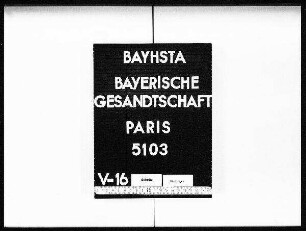 BAYHSTA
BAYERISCHE
GESANDTSCHAFT
PARIS
5103
V-16